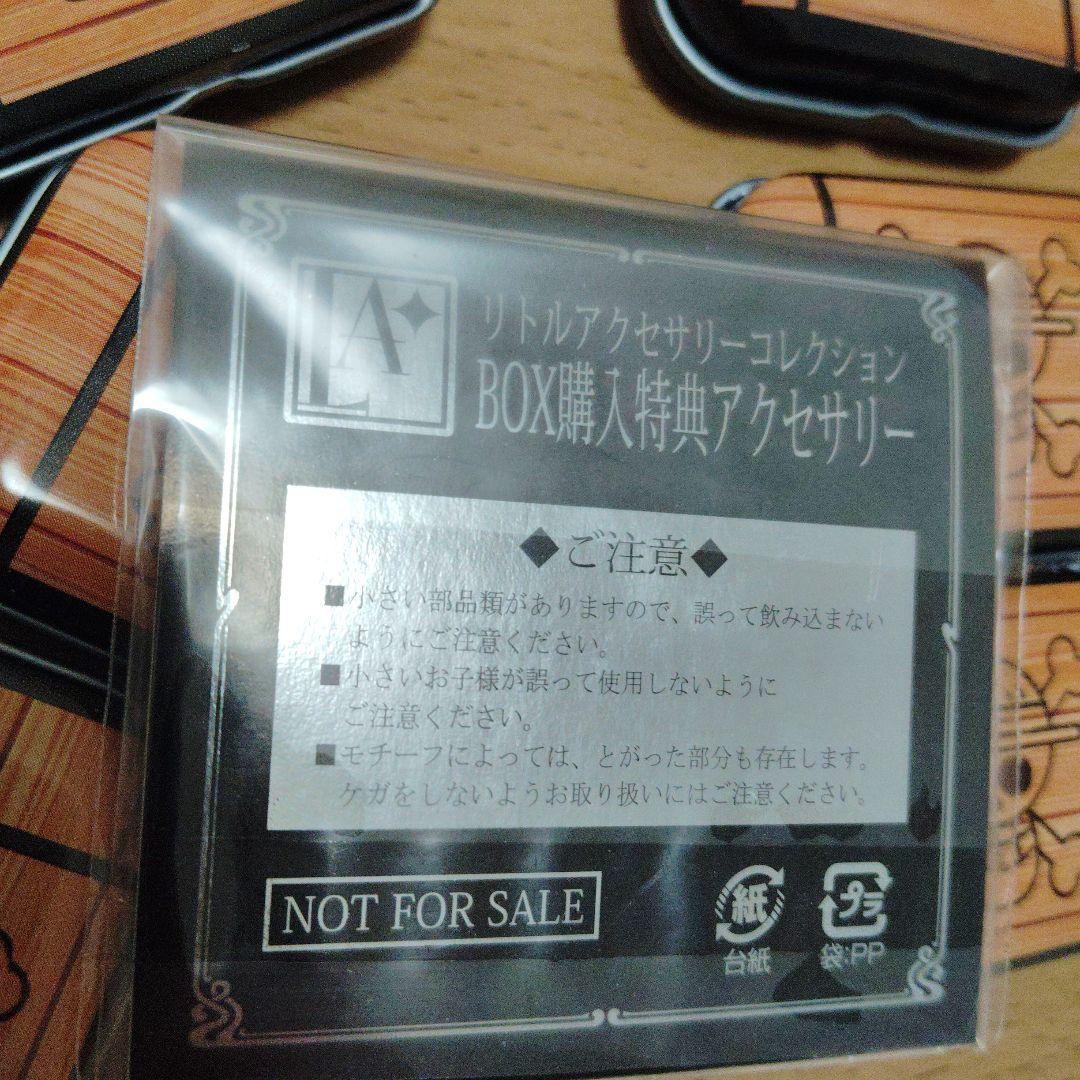 LA
リトルアクセサリーコレクション
BOX購入特典アクセサリー
◆ご注意◆
■小さい部品類がありますので、誤って飲み込まない
ようにご注意ください。
■小さいお子様が誤って使用しないように
ご注意ください。
■モチーフによっては、とがった部分も存在します。
ケガをしないようお取り扱いにはご注意ください。
NOT FOR SALE
紙
台紙
プラ
袋:PP